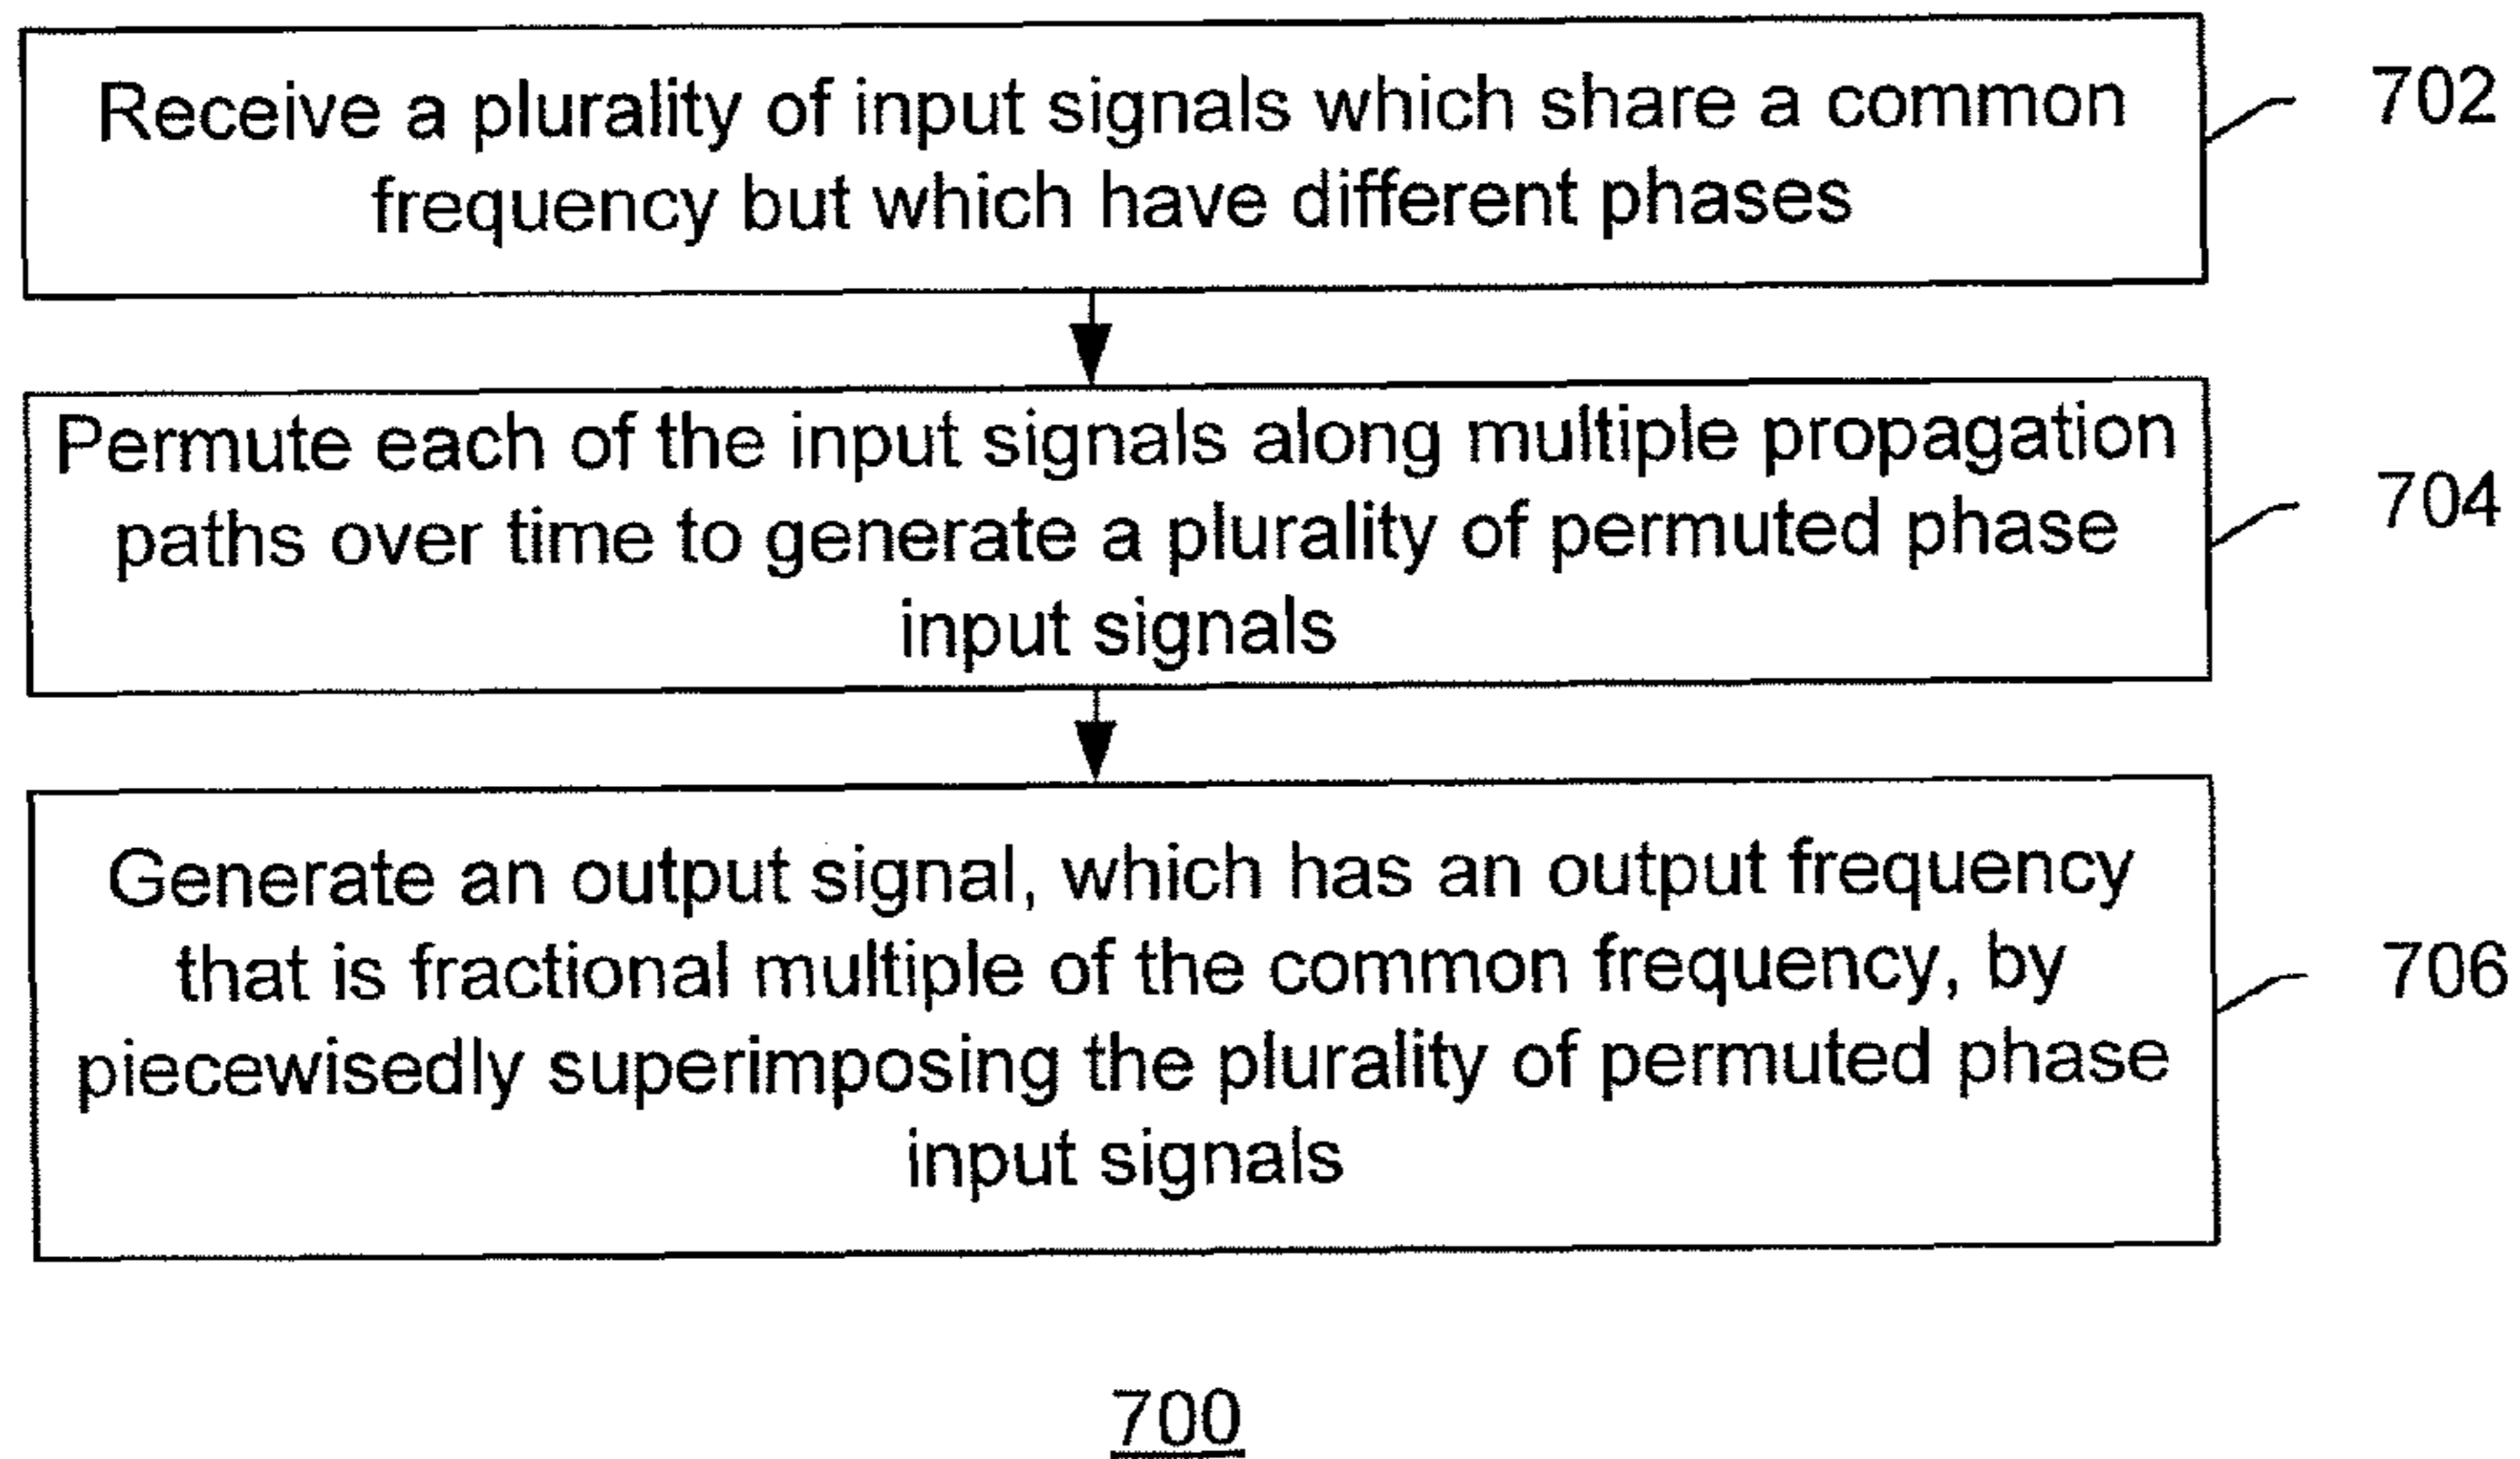 Receive a plurality of input signals which share a common
frequency but which have different phases
702
Permute each of the input signals along multiple propagation
paths over time to generate a plurality of permuted phase
input signals
704
Generate an output signal, which has an output frequency
that is fractional multiple of the common frequency, by
piecewisedly superimposing the plurality of permuted phase
input signals
706
700